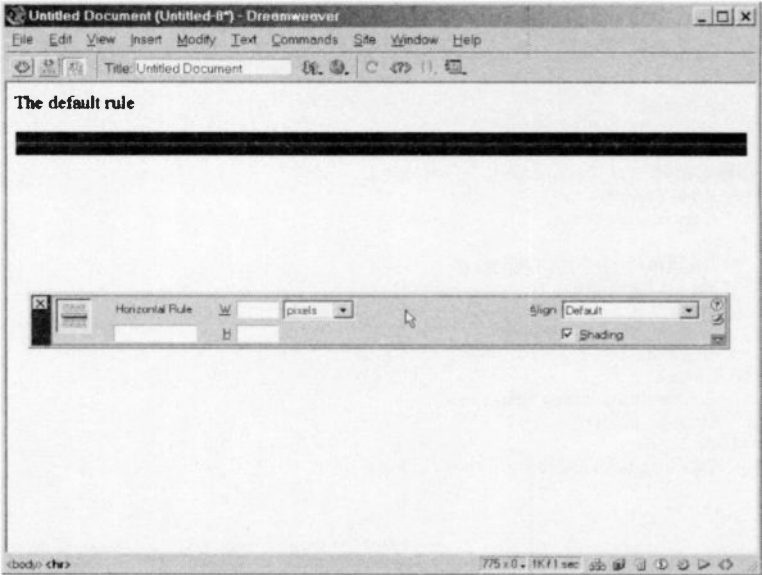 Untitled Document (Untitled-8*) - Dreamweaver
File Edit View Insert Modify Text Commands Site Window Help
Title: Untitled Document
The default rule
Horizontal Rule W pixels Align Default
H Shading
<body> <hr>
775 x 0 1K / 1 sec